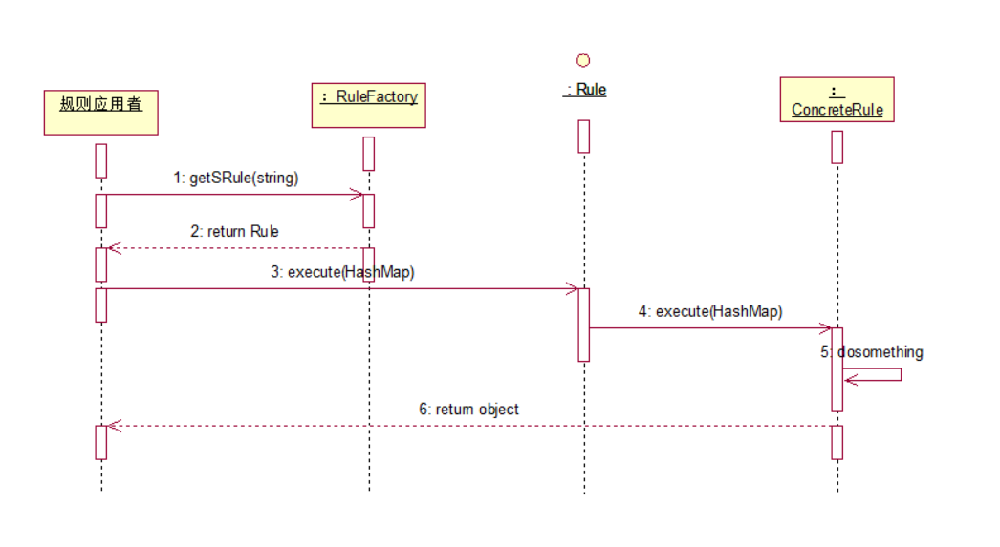 规则应用者
: RuleFactory
: Rule
:
ConcreteRule
1: getSRule(string)
2: return Rule
3: execute(HashMap)
4: execute(HashMap)
5: dosomething
6: return object